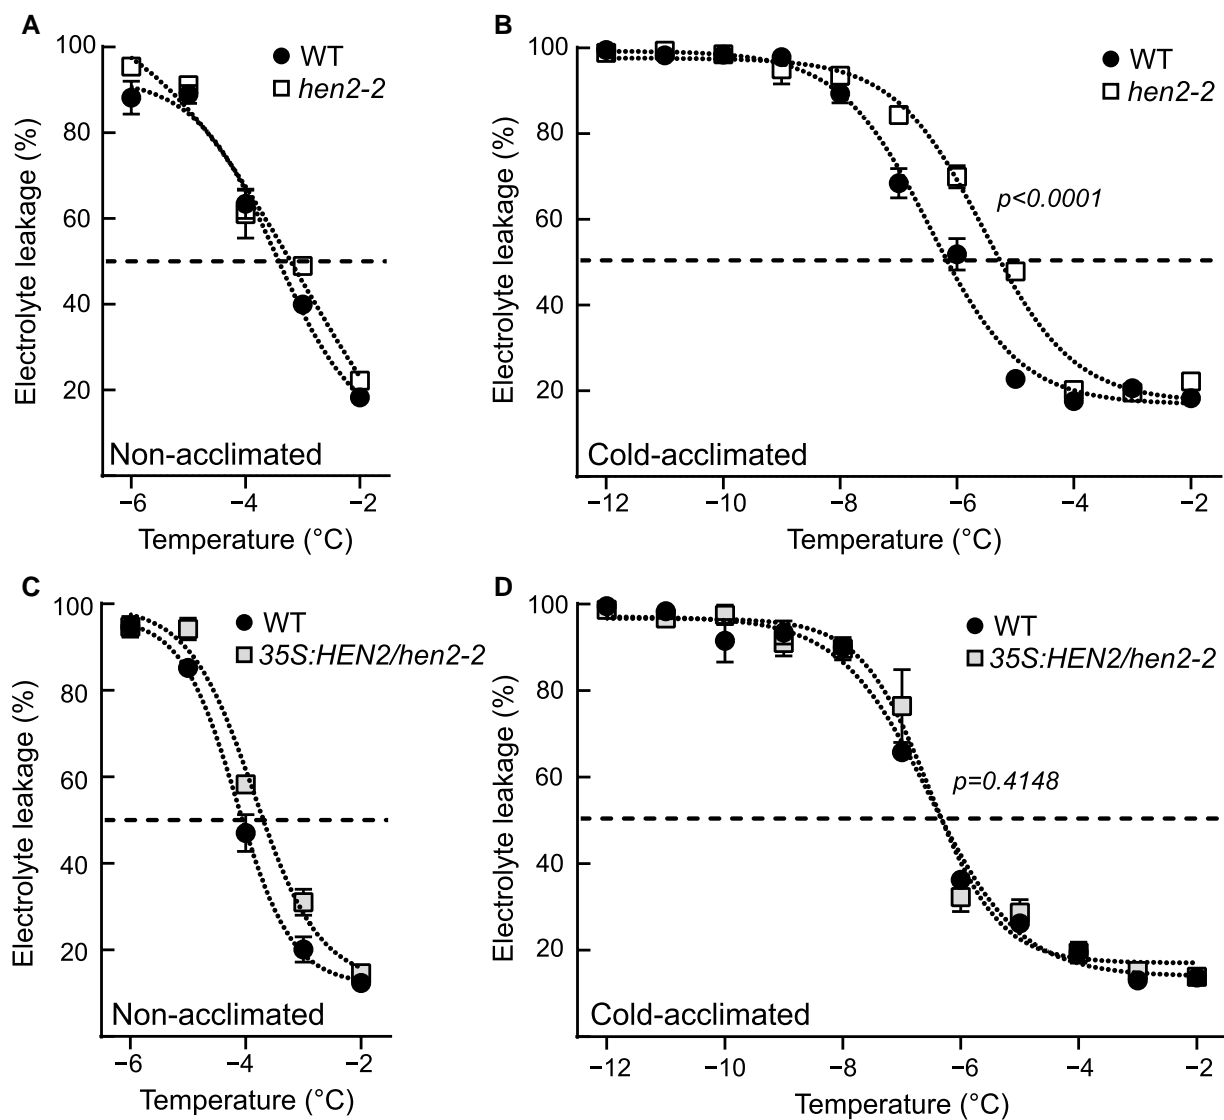 A
WT
hen2-2
Electrolyte leakage (%)
100
80
60
40
20
Non-acclimated
−6
−4
−2
Temperature (°C)
B
WT
hen2-2
Electrolyte leakage (%)
100
80
60
40
20
p<0.0001
Cold-acclimated
−12
−10
−8
−6
−4
−2
Temperature (°C)
C
WT
35S:HEN2/hen2-2
Electrolyte leakage (%)
100
80
60
40
20
Non-acclimated
−6
−4
−2
Temperature (°C)
D
WT
35S:HEN2/hen2-2
Electrolyte leakage (%)
100
80
60
40
20
p=0.4148
Cold-acclimated
−12
−10
−8
−6
−4
−2
Temperature (°C)